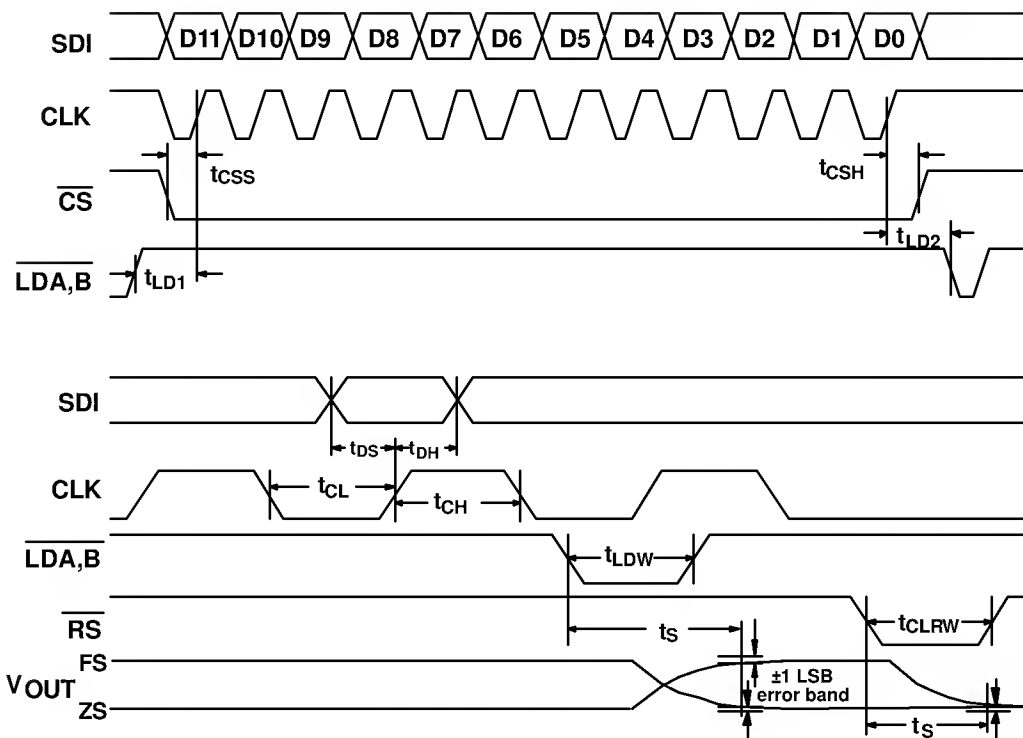 SDI D11 D10 D9 D8 D7 D6 D5 D4 D3 D2 D1 D0
CLK
tCSS tCSH
CS
tLD2
LDA,B tLD1
SDI
tDS tDH
CLK tCL tCH
LDA,B tLDW
RS tS tCLRW
FS
VOUT ±1 LSB
error band
ZS
tS